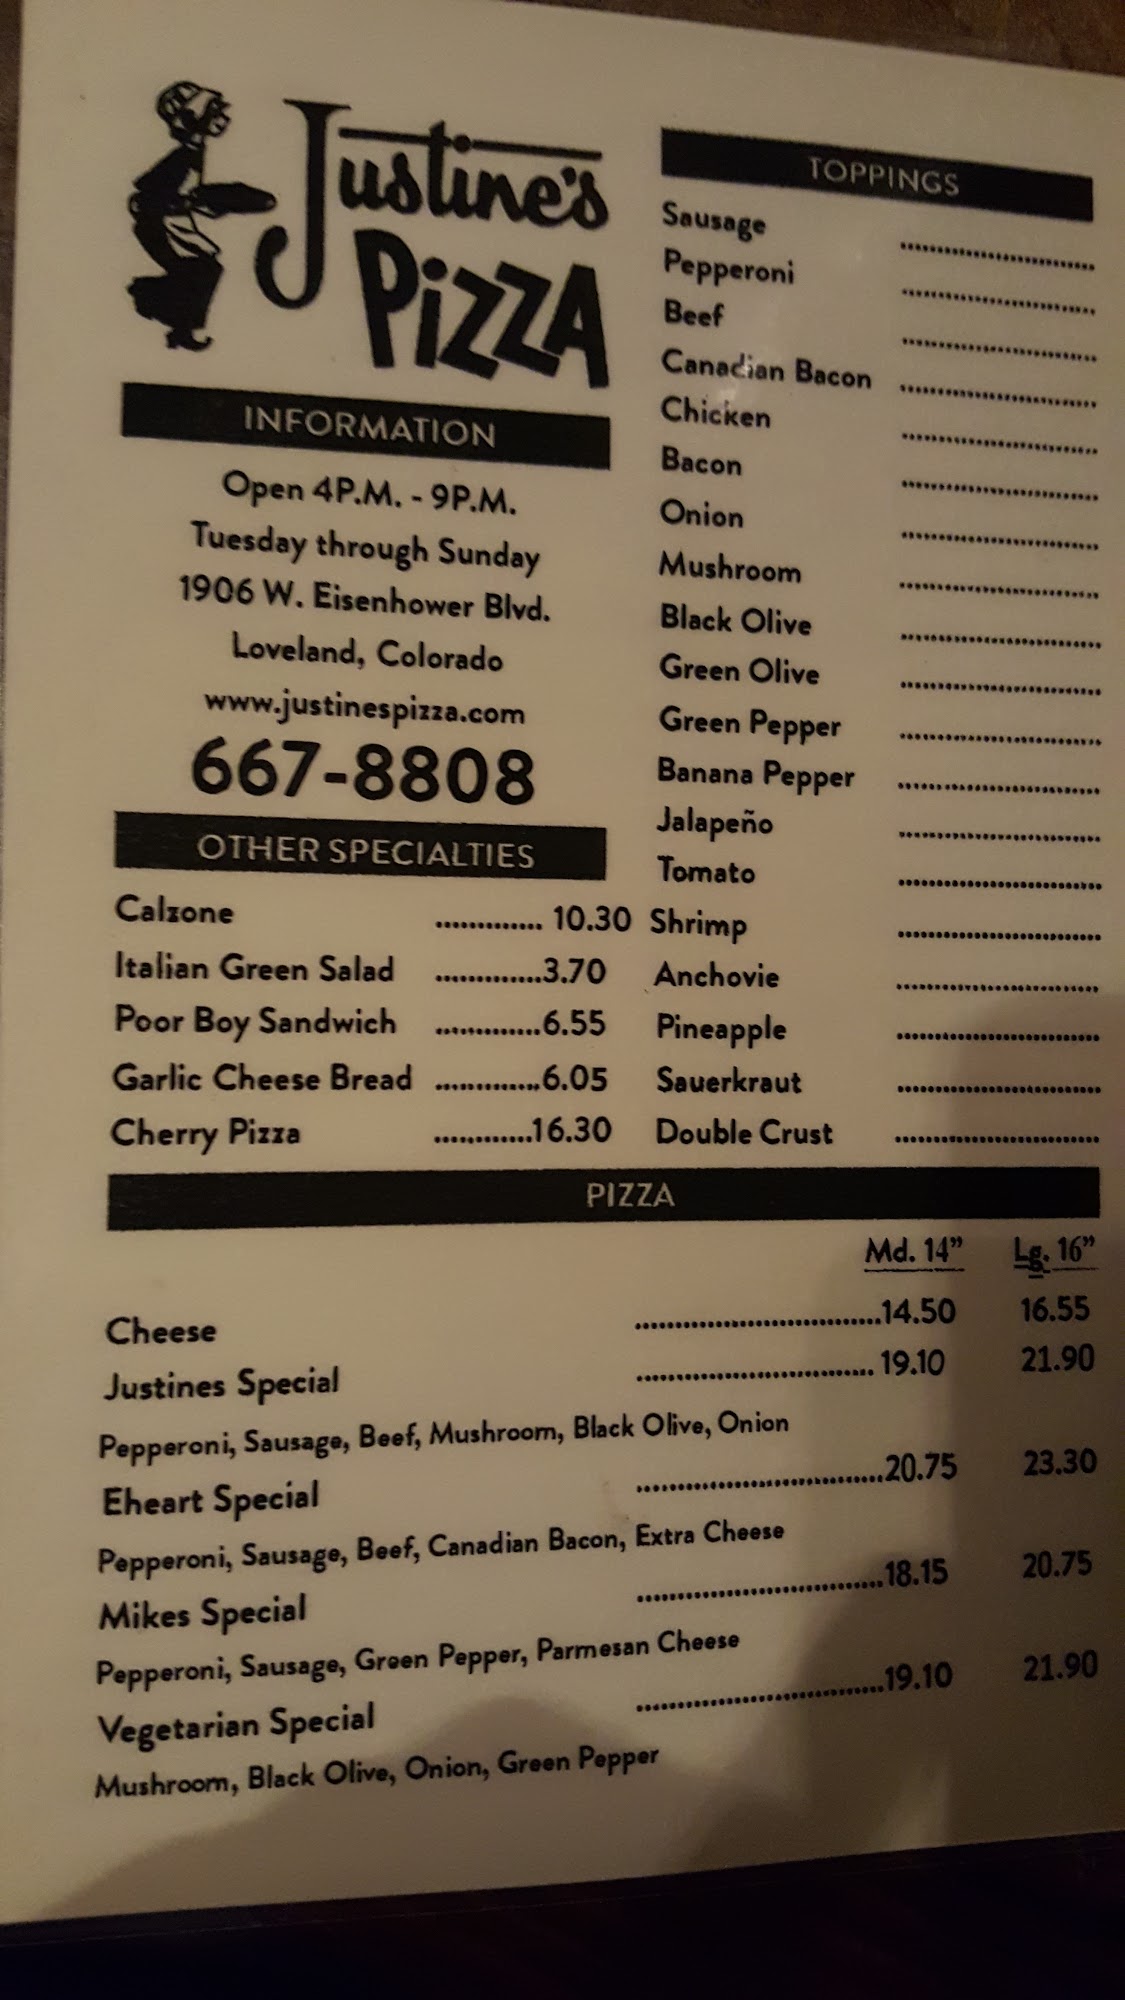 Justine's
PiZZA
INFORMATION
Open 4P.M. - 9P.M.
Tuesday through Sunday
1906 W. Eisenhower Blvd.
Loveland, Colorado
www.justinespizza.com
667-8808
OTHER SPECIALTIES
Calzone ............. 10.30
Italian Green Salad .............3.70
Poor Boy Sandwich .............6.55
Garlic Cheese Bread .............6.05
Cherry Pizza ............16.30
TOPPINGS
Sausage ........................
Pepperoni ........................
Beef ........................
Canadian Bacon ........................
Chicken ........................
Bacon ........................
Onion ........................
Mushroom ........................
Black Olive ........................
Green Olive ........................
Green Pepper ........................
Banana Pepper ........................
Jalapeño ........................
Tomato ........................
Shrimp ........................
Anchovie ........................
Pineapple ........................
Sauerkraut ........................
Double Crust ........................
PIZZA
Md. 14” Lg. 16”
Cheese ...............................14.50 16.55
Justines Special .............................. 19.10 21.90
Pepperoni, Sausage, Beef, Mushroom, Black Olive, Onion
Eheart Special ...............................20.75 23.30
Pepperoni, Sausage, Beef, Canadian Bacon, Extra Cheese
Mikes Special ...............................18.15 20.75
Pepperoni, Sausage, Green Pepper, Parmesan Cheese
Vegetarian Special ...............................19.10 21.90
Mushroom, Black Olive, Onion, Green Pepper